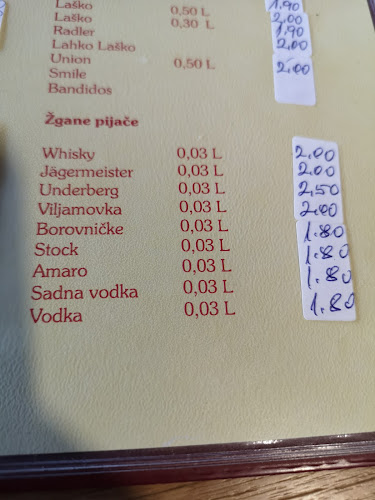 Laško 0,50 L 1.90
Laško 0,30 L 2.00
Radler 1.90
Lahko Laško 2.00
Union 0,50 L 2.00
Smile
Bandidos
Žgane pijače
Whisky 0,03 L 2.00
Jägermeister 0,03 L 2.00
Underberg 0,03 L 2.50
Viljamovka 0,03 L 2.00
Borovničke 0,03 L 1.80
Stock 0,03 L 1.80
Amaro 0,03 L 1.80
Sadna vodka 0,03 L 1.80
Vodka 0,03 L